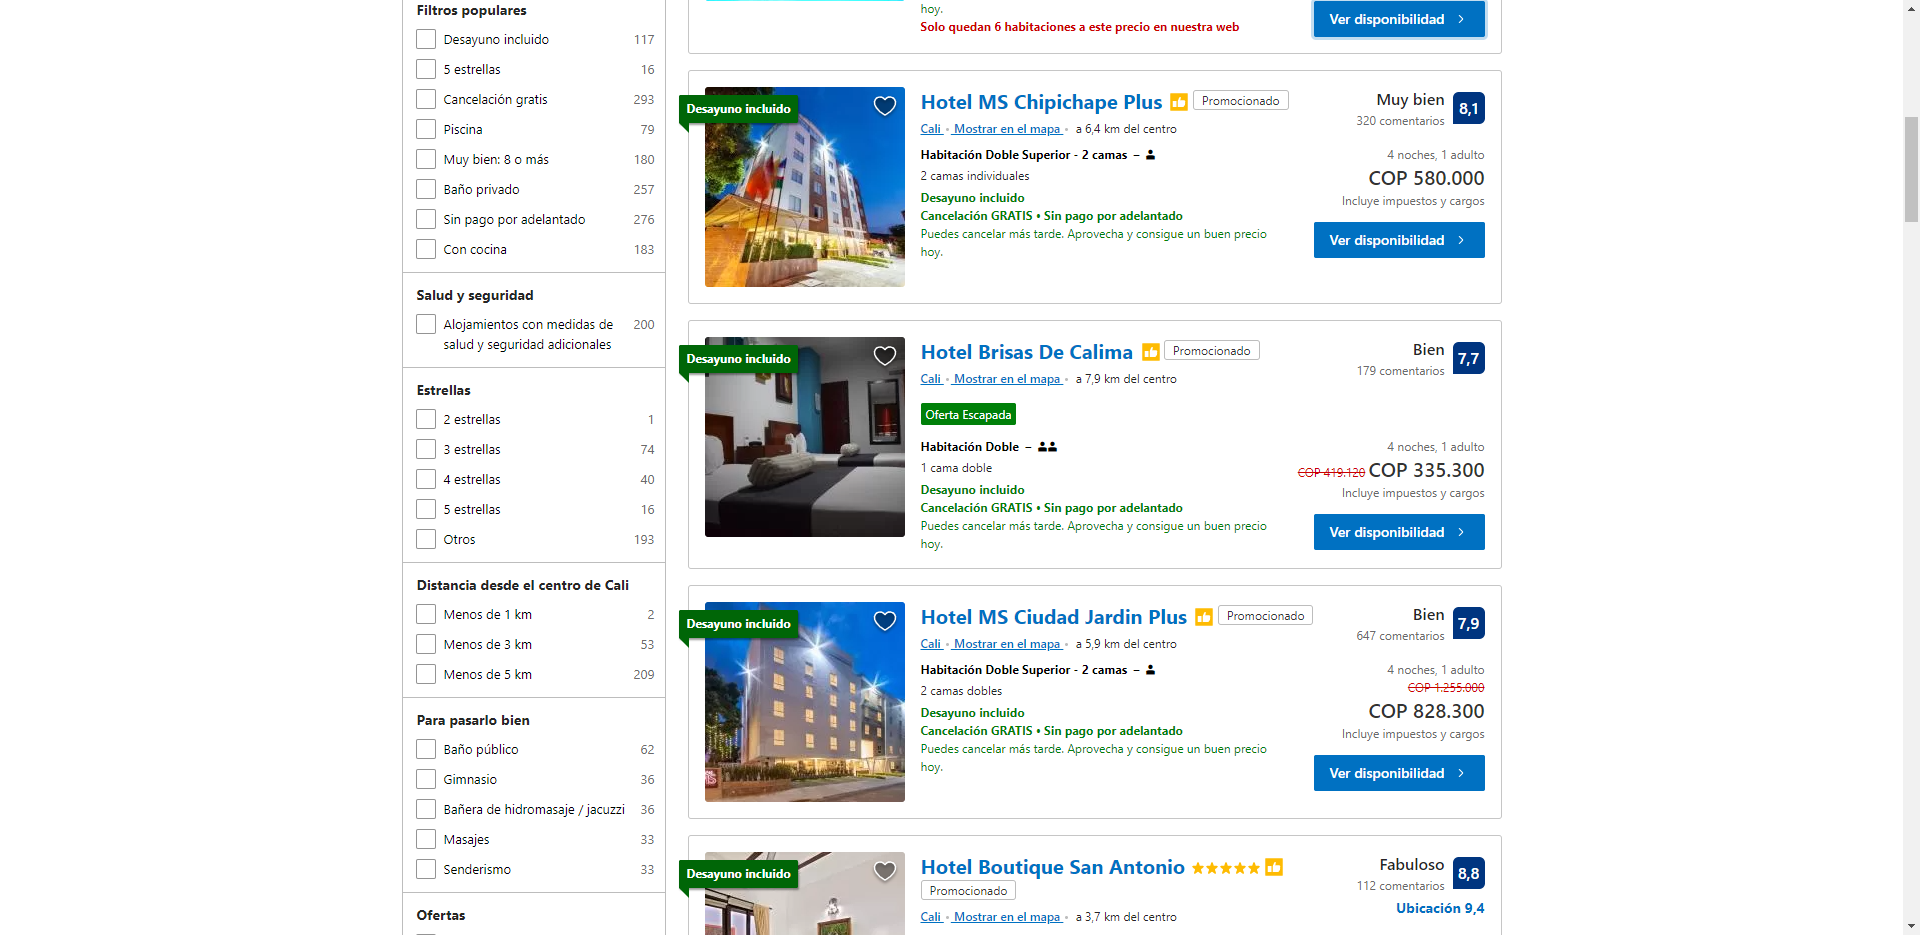 Filtros populares
Desayuno incluido 117
5 estrellas 16
Cancelación gratis 293
Piscina 79
Muy bien: 8 o más 180
Baño privado 257
Sin pago por adelantado 276
Con cocina 183
Salud y seguridad
Alojamientos con medidas de 200
salud y seguridad adicionales
Estrellas
2 estrellas 1
3 estrellas 74
4 estrellas 40
5 estrellas 16
Otros 193
Distancia desde el centro de Cali
Menos de 1 km 2
Menos de 3 km 53
Menos de 5 km 209
Para pasarlo bien
Baño público 62
Gimnasio 36
Bañera de hidromasaje / jacuzzi 36
Masajes 33
Senderismo 33
Ofertas
hoy.
Solo quedan 6 habitaciones a este precio en nuestra web
Ver disponibilidad
Desayuno incluido
Hotel MS Chipichape Plus Promocionado
Cali • Mostrar en el mapa • a 6,4 km del centro
Habitación Doble Superior - 2 camas –
2 camas individuales
Desayuno incluido
Cancelación GRATIS • Sin pago por adelantado
Puedes cancelar más tarde. Aprovecha y consigue un buen precio
hoy.
Muy bien 8,1
320 comentarios
4 noches, 1 adulto
COP 580.000
Incluye impuestos y cargos
Ver disponibilidad
Desayuno incluido
Hotel Brisas De Calima Promocionado
Cali • Mostrar en el mapa • a 7,9 km del centro
Oferta Escapada
Habitación Doble –
1 cama doble
Desayuno incluido
Cancelación GRATIS • Sin pago por adelantado
Puedes cancelar más tarde. Aprovecha y consigue un buen precio
hoy.
Bien 7,7
179 comentarios
4 noches, 1 adulto
COP 419.120 COP 335.300
Incluye impuestos y cargos
Ver disponibilidad
Desayuno incluido
Hotel MS Ciudad Jardin Plus Promocionado
Cali • Mostrar en el mapa • a 5,9 km del centro
Habitación Doble Superior - 2 camas –
2 camas dobles
Desayuno incluido
Cancelación GRATIS • Sin pago por adelantado
Puedes cancelar más tarde. Aprovecha y consigue un buen precio
hoy.
Bien 7,9
647 comentarios
4 noches, 1 adulto
COP 1.255.000
COP 828.300
Incluye impuestos y cargos
Ver disponibilidad
Desayuno incluido
Hotel Boutique San Antonio
Promocionado
Cali • Mostrar en el mapa • a 3,7 km del centro
Fabuloso 8,8
112 comentarios
Ubicación 9,4